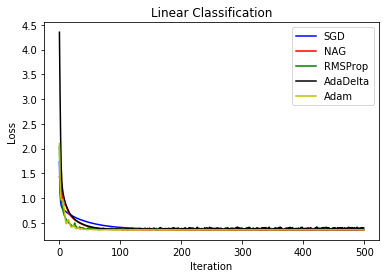 Linear Classification
4.5
4.0
3.5
3.0
2.5
2.0
1.5
1.0
0.5
Loss
SGD
NAG
RMSProp
AdaDelta
Adam
0 100 200 300 400 500
Iteration